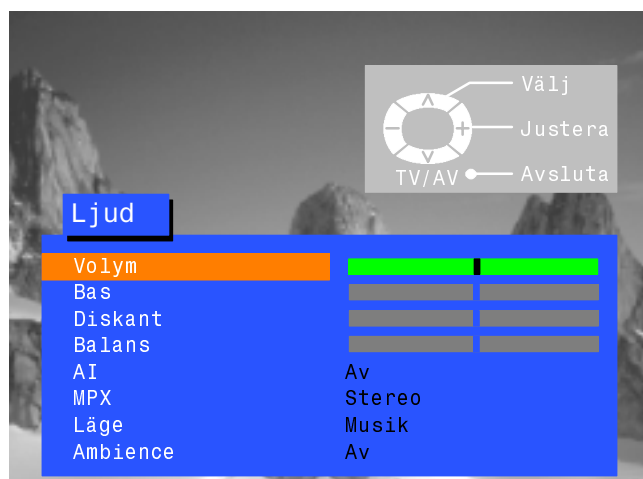 Välj
Justera
TV/AV Avsluta
Ljud
Volym
Bas
Diskant
Balans
AI Av
MPX Stereo
Läge Musik
Ambience Av